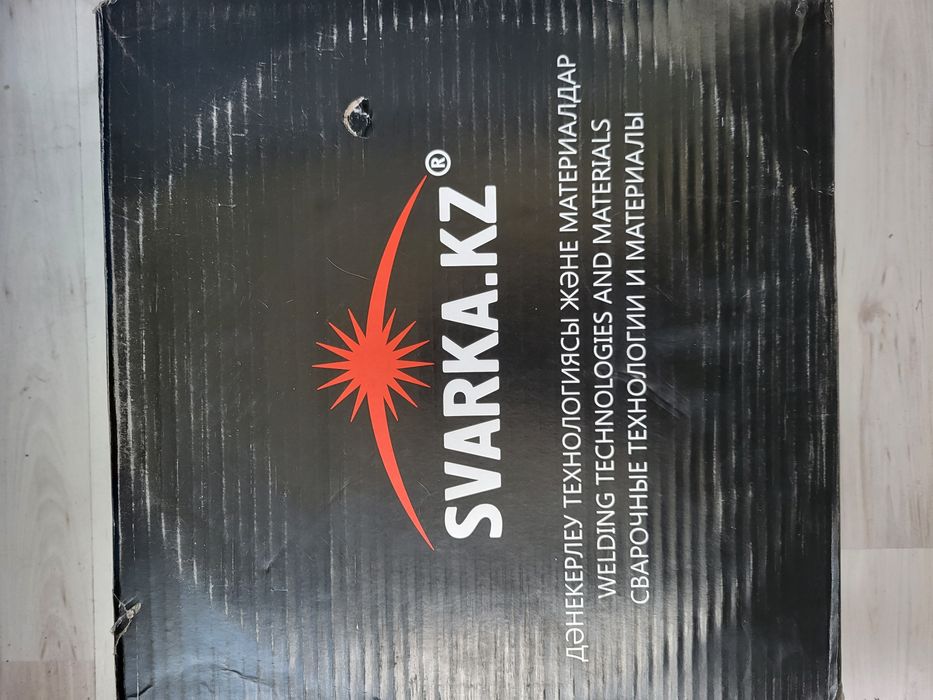 SVARKA.KZ®
ДӘНЕКЕРЛЕУ ТЕХНОЛОГИЯСЫ ЖӘНЕ МАТЕРИАЛДАР
WELDING TECHNOLOGIES AND MATERIALS
СВАРОЧНЫЕ ТЕХНОЛОГИИ И МАТЕРИАЛЫ